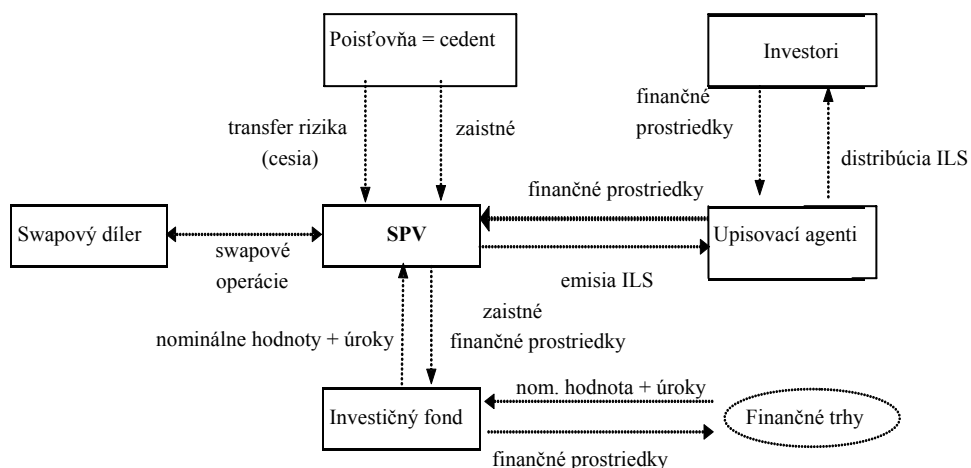 Poisťovňa = cedent
Investori
transfer rizika
(cesia)
zaistné
finančné
prostriedky
distribúcia ILS
finančné prostriedky
Swapový díler
SPV
Upisovací agenti
swapové
operácie
emisia ILS
nominálne hodnoty + úroky
zaistné
finančné prostriedky
nom. hodnota + úroky
Investičný fond
Finančné trhy
finančné prostriedky